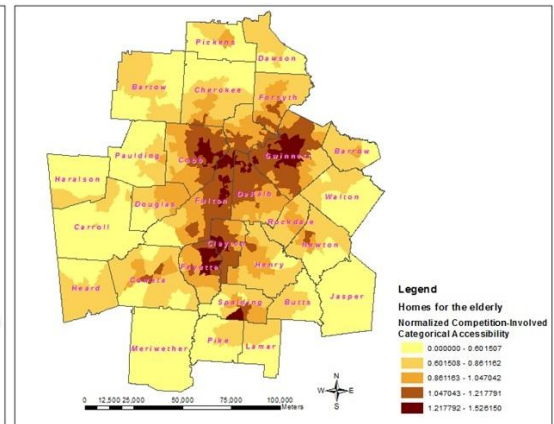 Pickens
Dawson
Bartow
Cherokee
Forsyth
Paulding
Cobb
Gwinnett
Barrow
Haralson
Walton
Douglas
Fulton
DeKalb
Carroll
Rockdale
Clayton
Newton
Fayette
Henry
Heard
Coweta
Spalding
Butts
Jasper
Pike
Meriwether
Lamar
Legend
Homes for the elderly
Normalized Competition-Involved
Categorical Accessibility
0.000000 - 0.601507
0.601508 - 0.861162
0.861163 - 1.047042
1.047043 - 1.217791
1.217792 - 1.526150
N
W E
S
0 12,500 25,000 50,000 75,000 100,000
Meters